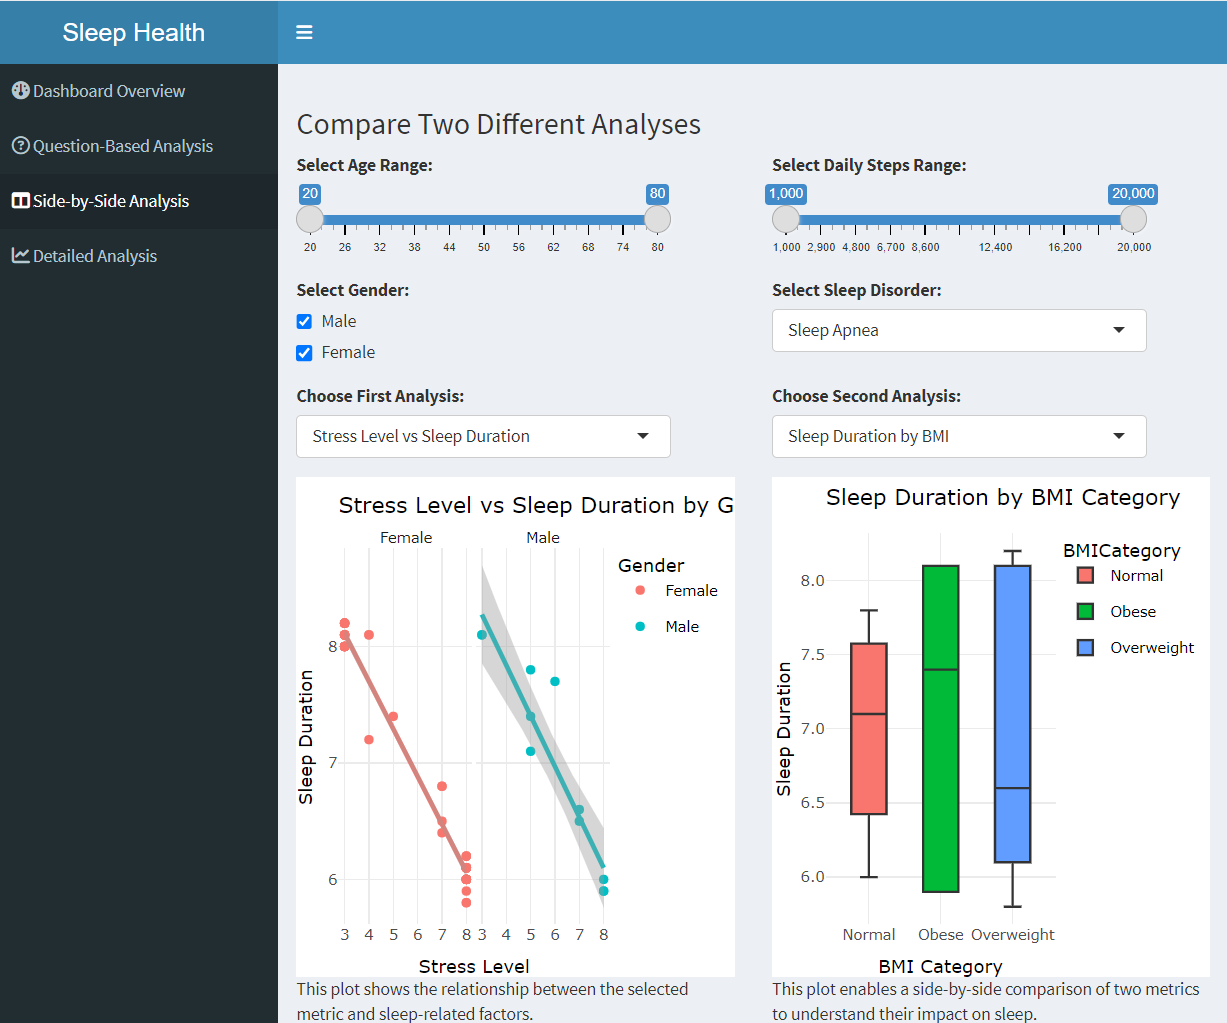 Sleep Health
Dashboard Overview
Question-Based Analysis
Side-by-Side Analysis
Detailed Analysis
Compare Two Different Analyses
Select Age Range:
20 80
20 26 32 38 44 50 56 62 68 74 80
Select Daily Steps Range:
1,000 20,000
1,000 2,900 4,800 6,700 8,600 12,400 16,200 20,000
Select Gender:
Male
Female
Select Sleep Disorder:
Sleep Apnea
Choose First Analysis:
Stress Level vs Sleep Duration
Choose Second Analysis:
Sleep Duration by BMI
Stress Level vs Sleep Duration by G
Female Male
Gender
Female
Male
8
7
6
Sleep Duration
3 4 5 6 7 8 3 4 5 6 7 8
Stress Level
This plot shows the relationship between the selected
metric and sleep-related factors.
Sleep Duration by BMI Category
BMICategory
Normal
Obese
Overweight
8.0
7.5
7.0
6.5
6.0
Sleep Duration
Normal Obese Overweight
BMI Category
This plot enables a side-by-side comparison of two metrics
to understand their impact on sleep.